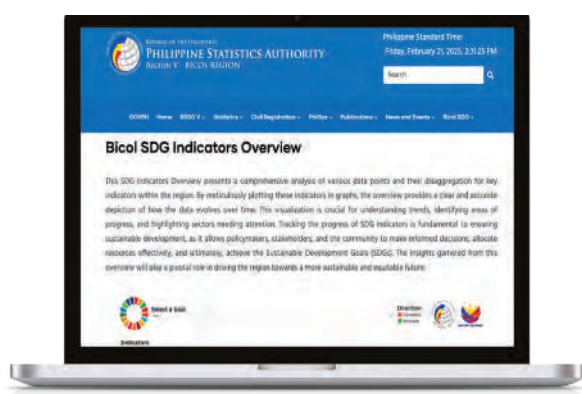 REPUBLIC OF THE PHILIPPINES
PHILIPPINE STATISTICS AUTHORITY
REGION V - BICOL REGION
Philippine Standard Time:
Friday, February 21, 2025, 2:31:25 PM
Search
GOVPH Home RSSO V Statistics Civil Registration PhilSys Publications News and Events Bicol SDG
Bicol SDG Indicators Overview
This SDG Indicators Overview presents a comprehensive analysis of various data points and their disaggregation for key
indicators within the region. By meticulously plotting these indicators in graphs, the overview provides a clear and accurate
depiction of how the data evolves over time. This visualization is crucial for understanding trends, identifying areas of
progress, and highlighting sectors needing attention. Tracking the progress of SDG indicators is fundamental to ensuring
sustainable development, as it allows policymakers, stakeholders, and the community to make informed decisions, allocate
resources effectively, and ultimately, achieve the Sustainable Development Goals (SDGs). The insights garnered from this
overview will play a pivotal role in driving the region towards a more sustainable and equitable future.
Select a Goal
Direction
Indicators